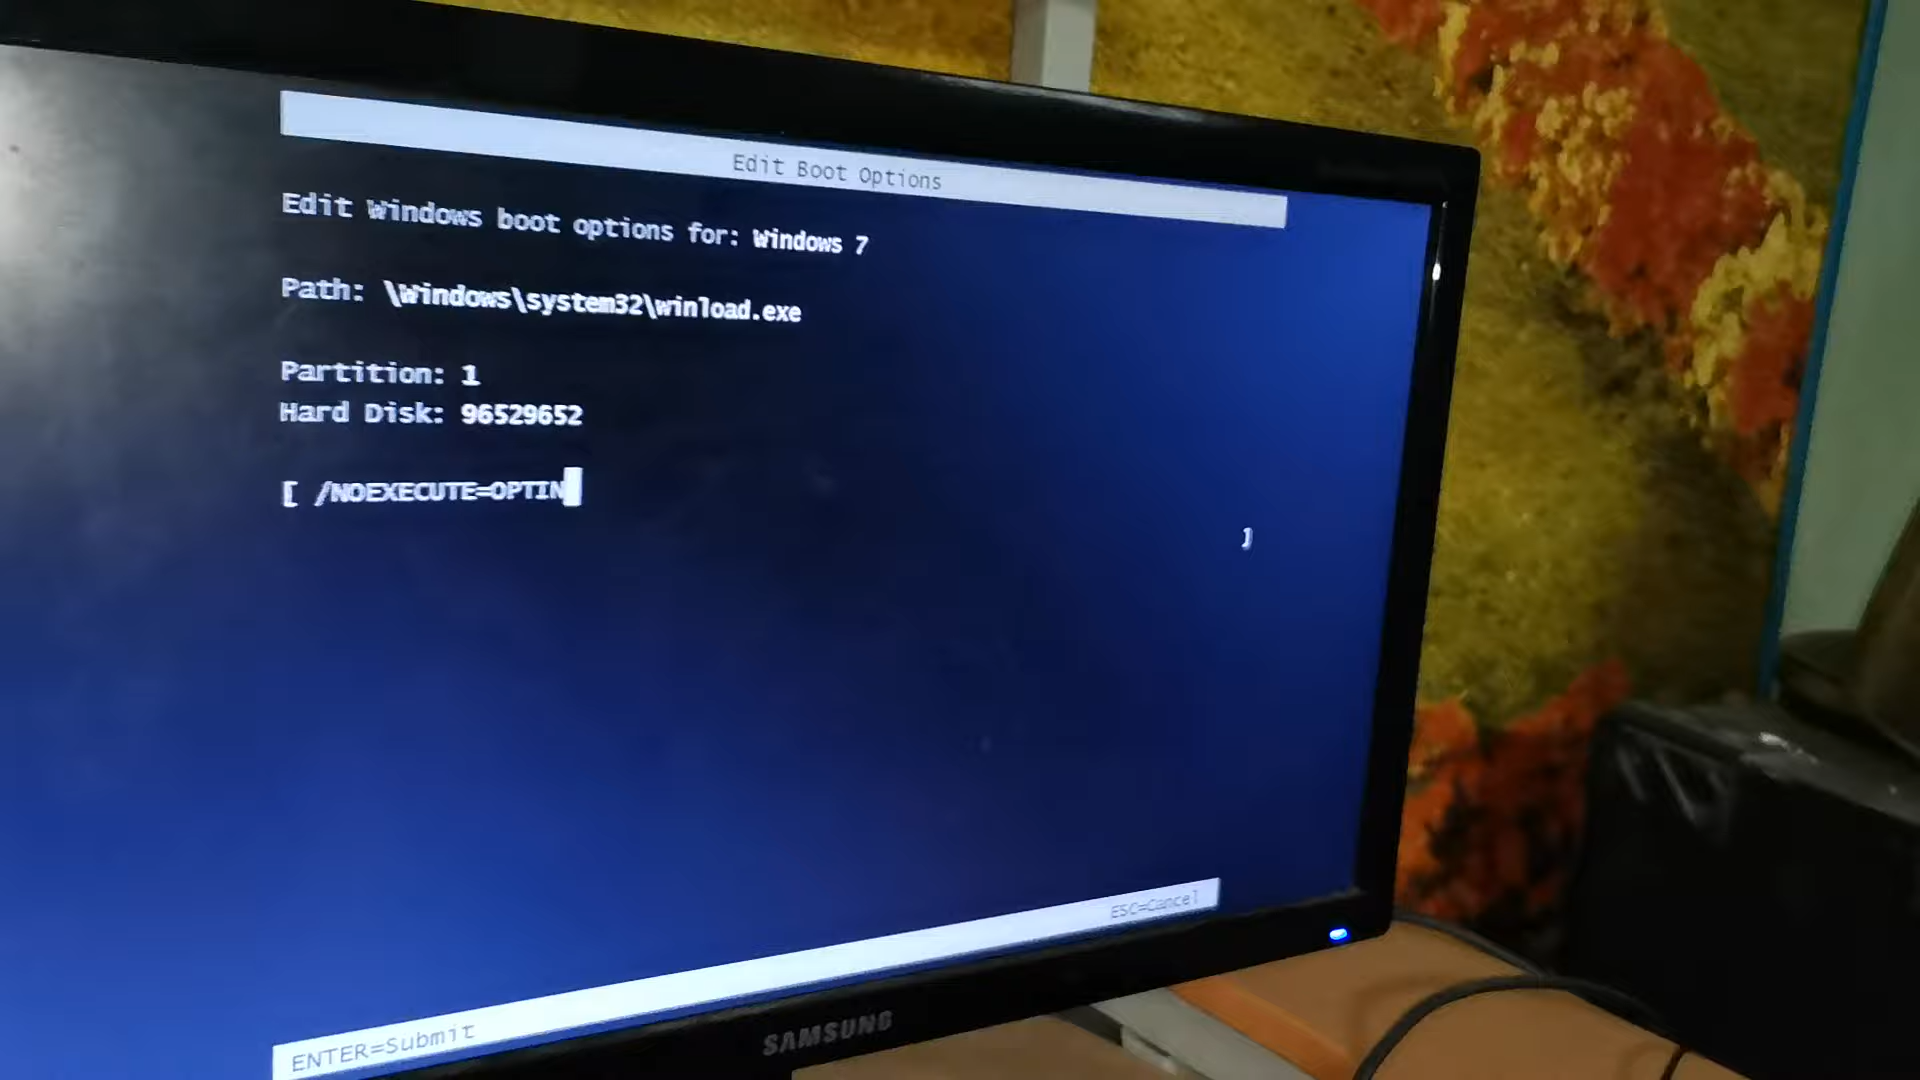 Edit Boot Options
Edit Windows boot options for: Windows 7
Path: \Windows\system32\winload.exe
Partition: 1
Hard Disk: 96529652
[ /NOEXECUTE=OPTIN ]
ENTER=Submit ESC=Cancel
SAMSUNG